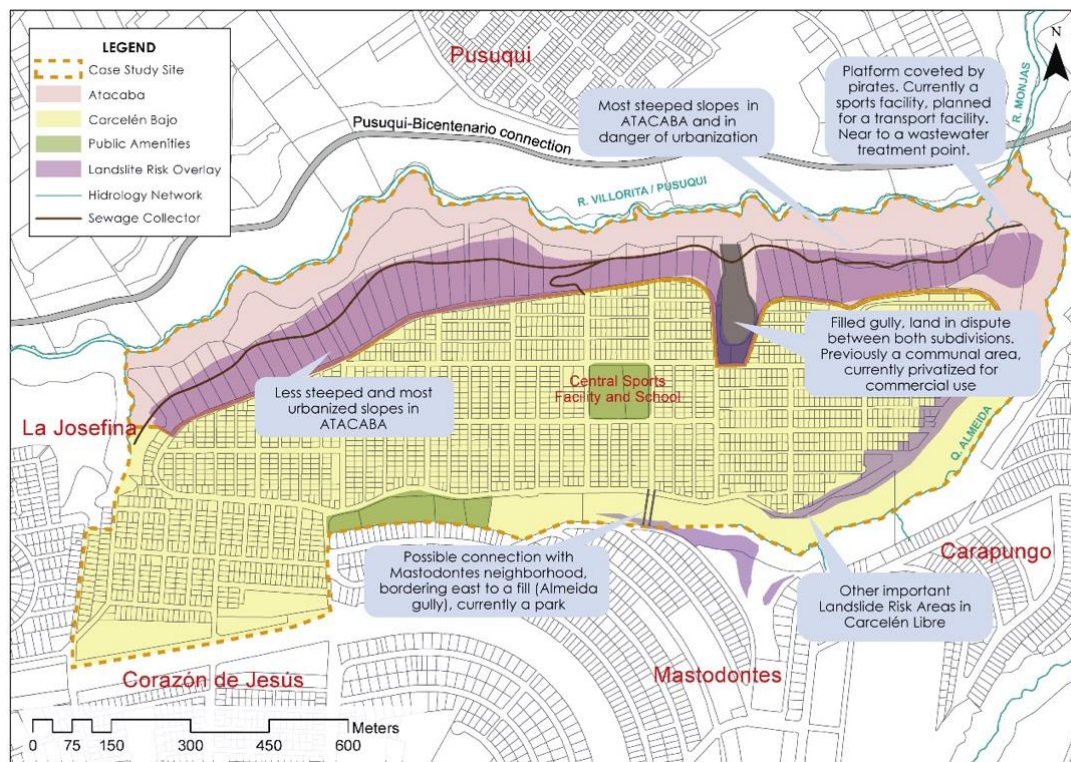 LEGEND
Case Study Site
Atacaba
Carcelén Bajo
Public Amenities
Landslite Risk Overlay
Hidrology Network
Sewage Collector
Pusuqui
Pusuqui-Bicentenario connection
Most steeped slopes in
ATACABA and in
danger of urbanization
Platform coveted by
pirates. Currently a
sports facility, planned
for a transport facility.
Near to a wastewater
treatment point.
N
R. MONJAS
R. VILLORITA / PUSUQUI
Filled gully, land in dispute
between both subdivisions.
Previously a communal area,
currently privatized for
commercial use
Less steeped and most
urbanized slopes in
ATACABA
Central Sports
Facility and School
La Josefina
Q. ALMEIDA
Carapungo
Possible connection with
Mastodontes neighborhood,
bordering east to a fill (Almeida
gully), currently a park
Other important
Landslide Risk Areas in
Carcelén Libre
Corazón de Jesús
Mastodontes
Meters
0 75 150 300 450 600